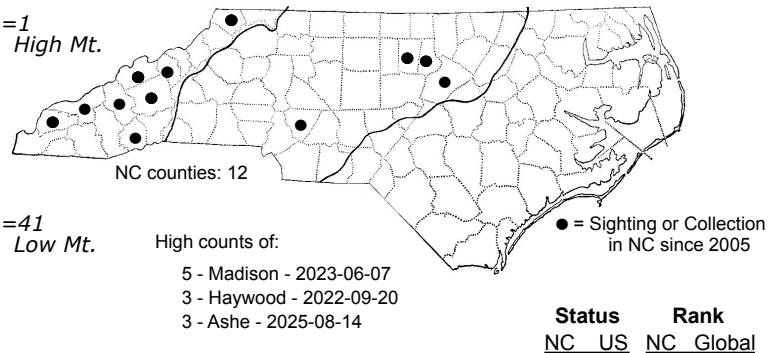 =1
High Mt.
NC counties: 12
=41
Low Mt.
High counts of:
5 - Madison - 2023-06-07
3 - Haywood - 2022-09-20
3 - Ashe - 2025-08-14
● = Sighting or Collection
in NC since 2005
Status Rank
NC US NC Global